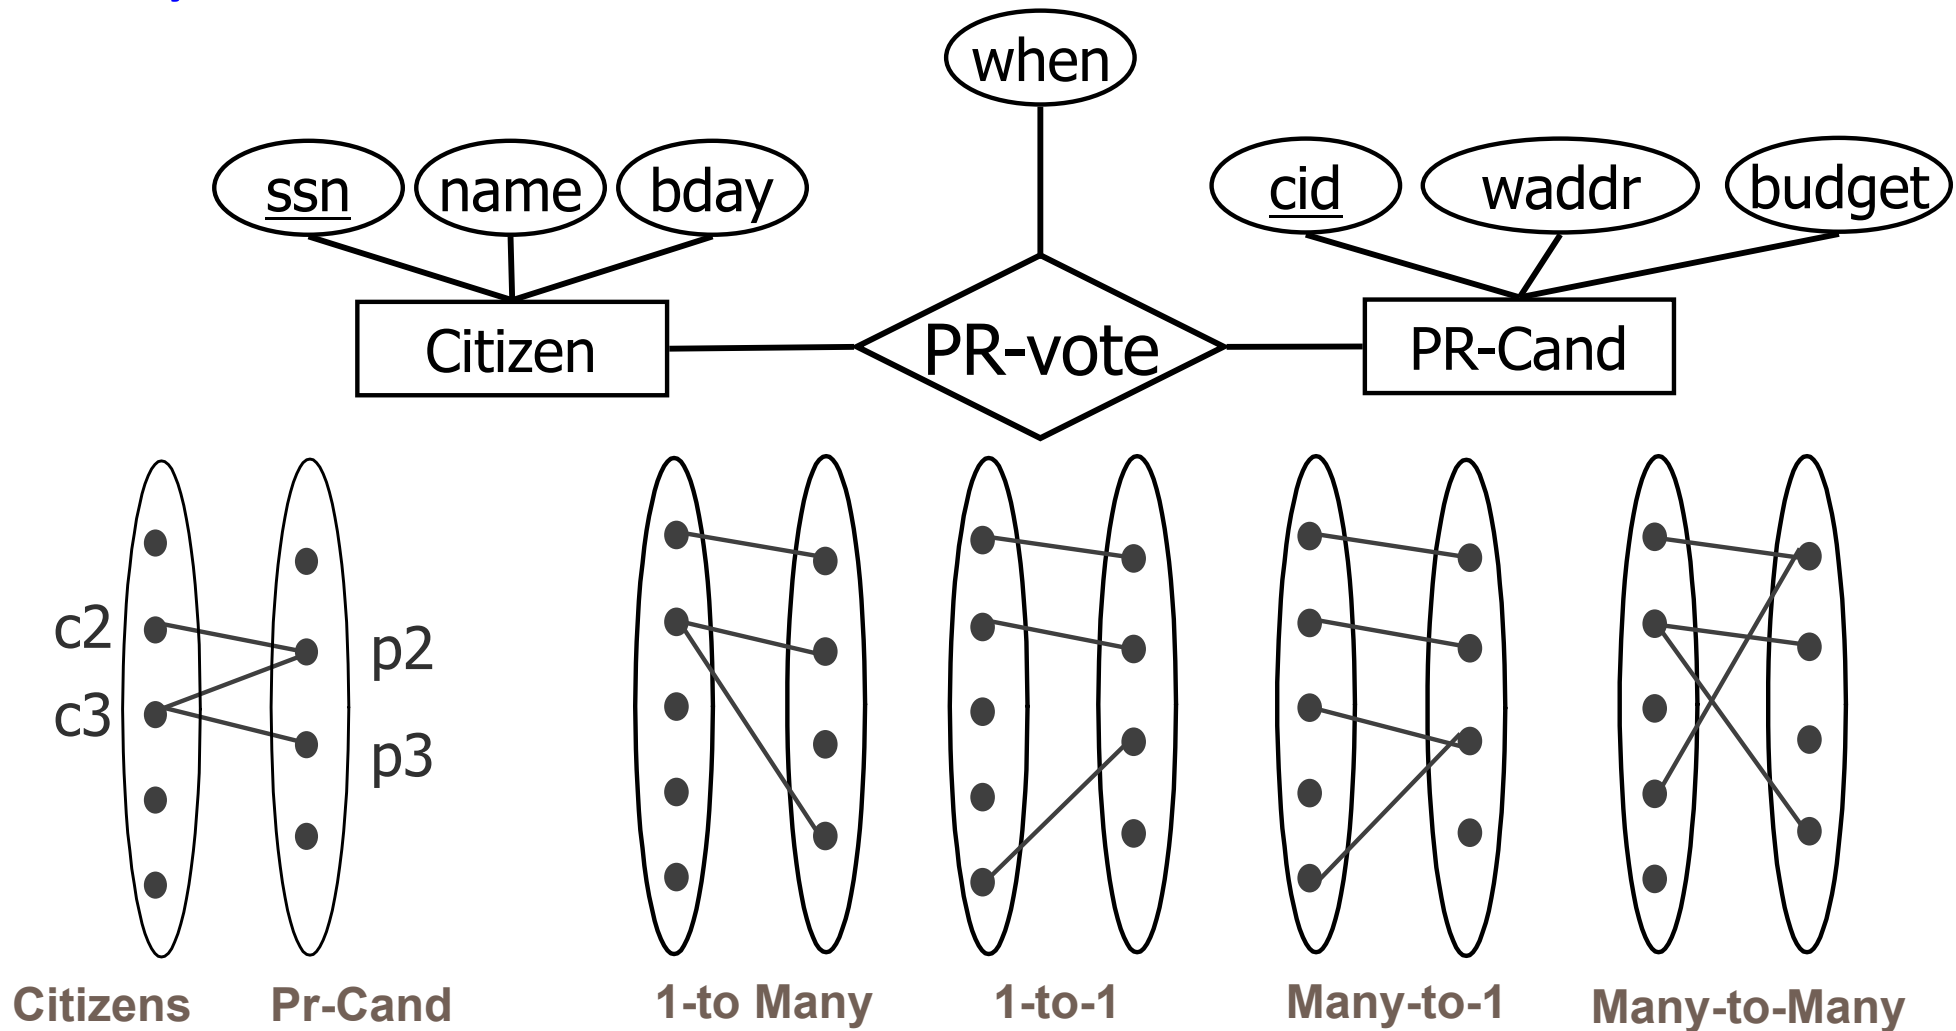 when
ssn name bday
cid waddr budget
Citizen
PR-vote
PR-Cand
c2
p2
c3
p3
Citizens Pr-Cand 1-to Many 1-to-1 Many-to-1 Many-to-Many